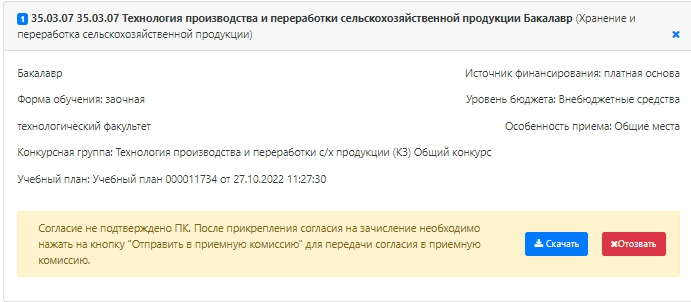 1 35.03.07 35.03.07 Технология производства и переработки сельскохозяйственной продукции Бакалавр (Хранение и
переработка сельскохозяйственной продукции)
Бакалавр
Источник финансирования: платная основа
Форма обучения: заочная
Уровень бюджета: Внебюджетные средства
технологический факультет
Особенность приема: Общие места
Конкурсная группа: Технология производства и переработки с/х продукции (КЗ) Общий конкурс
Учебный план: Учебный план 000011734 от 27.10.2022 11:27:30
Согласие не подтверждено ПК. После прикрепления согласия на зачисление необходимо
нажать на кнопку "Отправить в приемную комиссию" для передачи согласия в приемную
комиссию.
Скачать
Отозвать